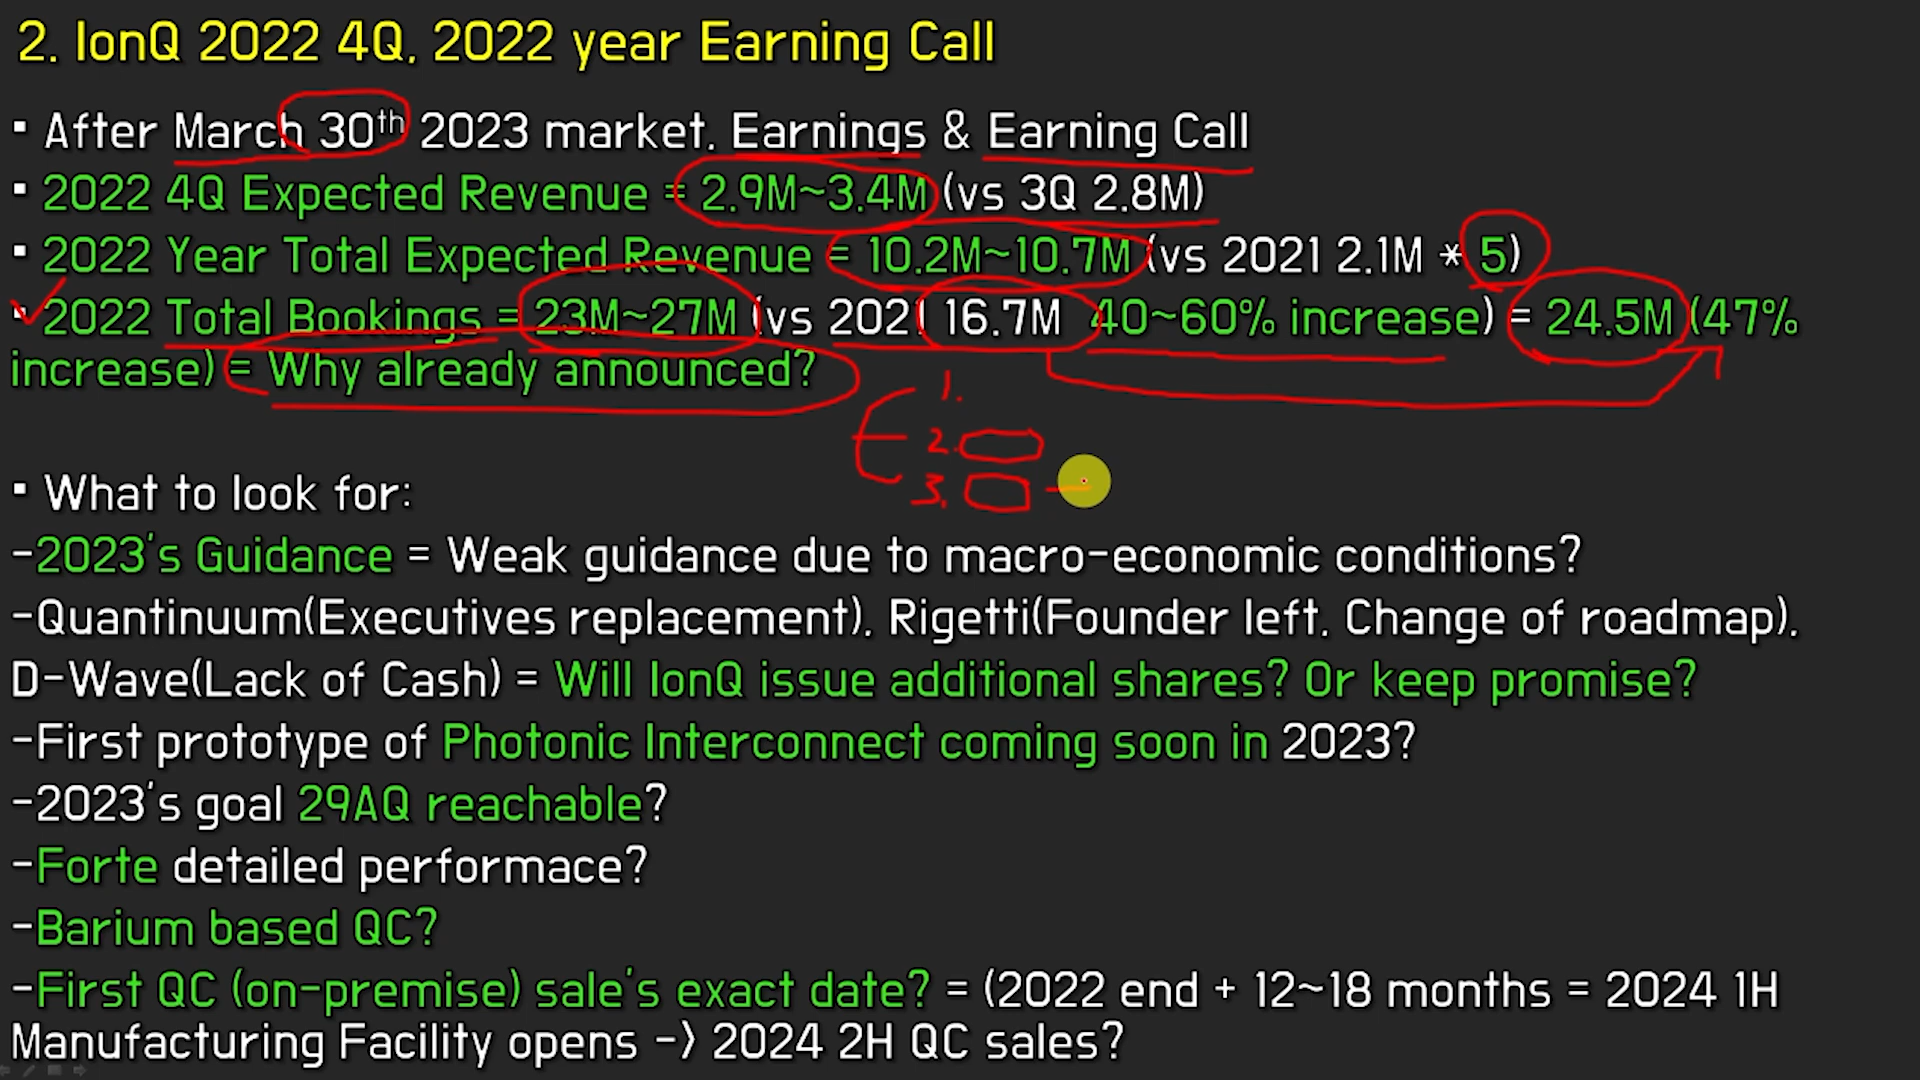 2. IonQ 2022 4Q, 2022 year Earning Call
▪ After March 30th 2023 market, Earnings & Earning Call
▪ 2022 4Q Expected Revenue = 2.9M~3.4M (vs 3Q 2.8M)
▪ 2022 Year Total Expected Revenue = 10.2M~10.7M (vs 2021 2.1M * 5)
▪ 2022 Total Bookings = 23M~27M (vs 2021 16.7M 40~60% increase) = 24.5M (47%
increase) = Why already announced?
1.
2.
3.
▪ What to look for:
-2023's Guidance = Weak guidance due to macro-economic conditions?
-Quantinuum(Executives replacement), Rigetti(Founder left, Change of roadmap),
D-Wave(Lack of Cash) = Will IonQ issue additional shares? Or keep promise?
-First prototype of Photonic Interconnect coming soon in 2023?
-2023's goal 29AQ reachable?
-Forte detailed performace?
-Barium based QC?
-First QC (on-premise) sale's exact date? = (2022 end + 12~18 months = 2024 1H
Manufacturing Facility opens -> 2024 2H QC sales?